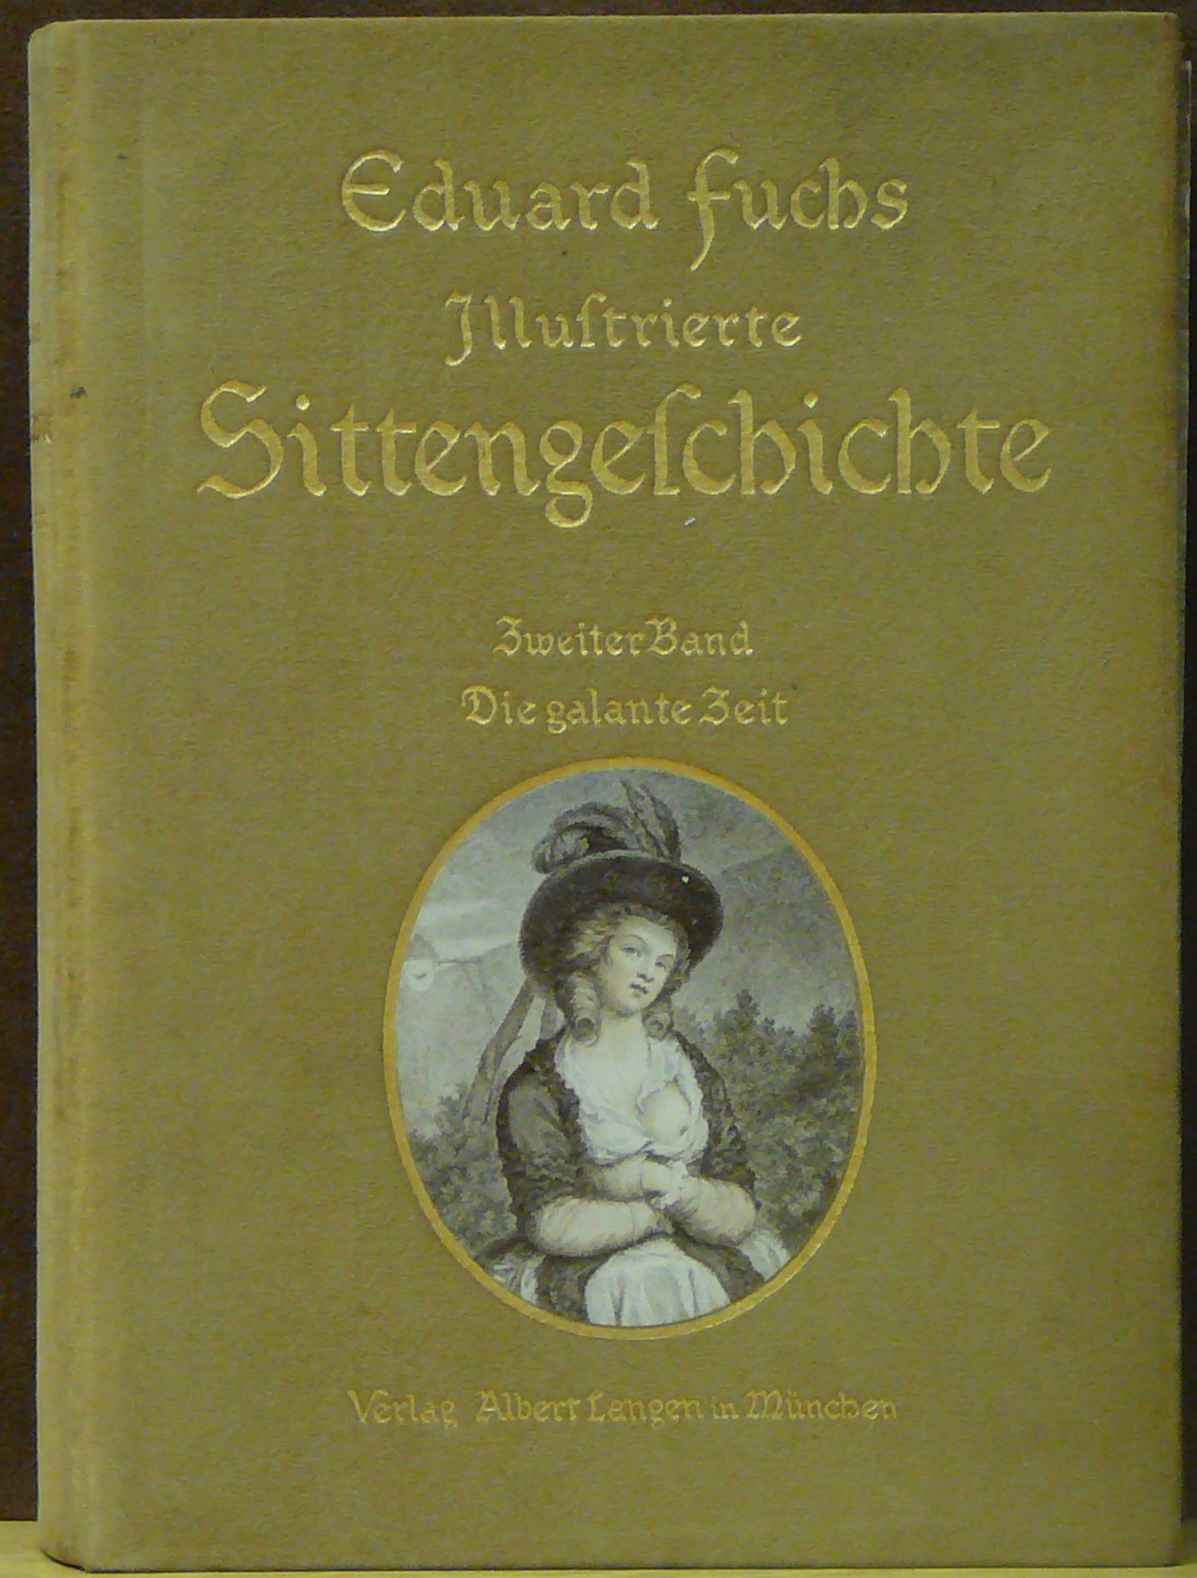 Eduard Fuchs
Illuſtrierte
Sittengeſchichte
Zweiter Band
Die galante Zeit
Verlag Albert Langen in München